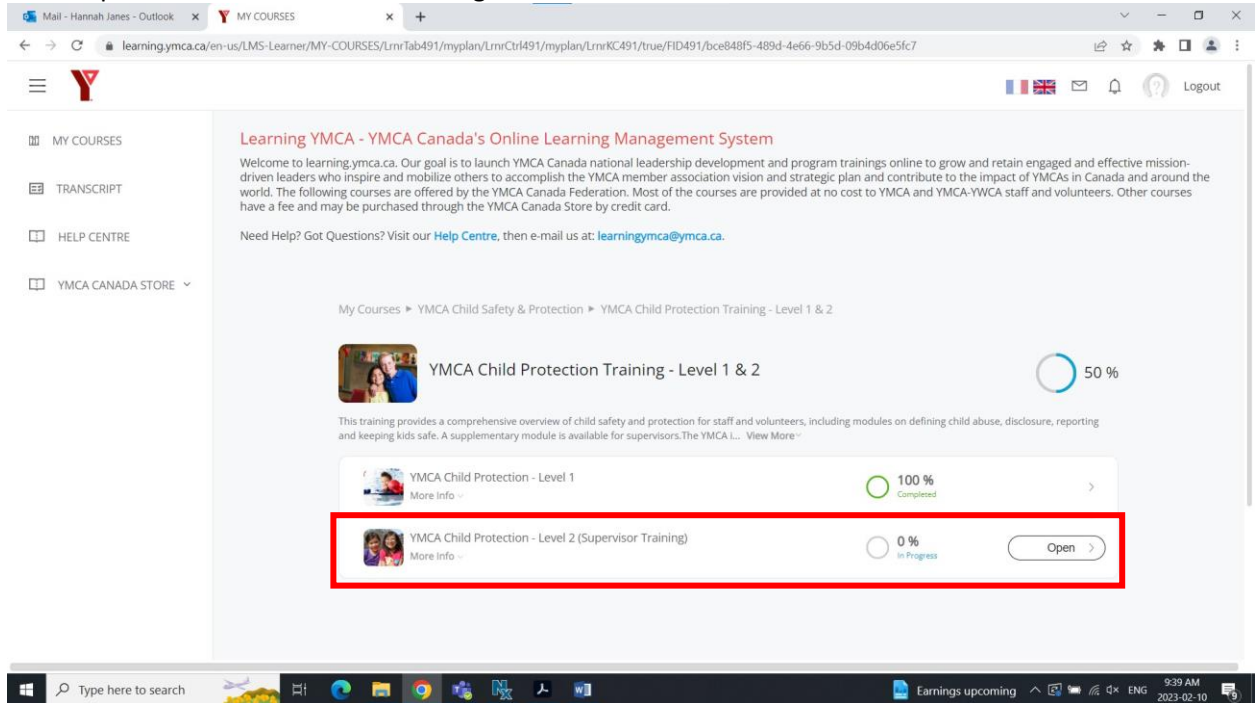 Mail - Hannah Janes - Outlook
MY COURSES
learning.ymca.ca/en-us/LMS-Learner/MY-COURSES/LrnrTab491/myplan/LrnrCtrl491/myplan/LrnrKC491/true/FID491/bce848f5-489d-4e66-9b5d-09b4d06e5fc7
Logout
MY COURSES
TRANSCRIPT
HELP CENTRE
YMCA CANADA STORE
Learning YMCA - YMCA Canada's Online Learning Management System
Welcome to learning.ymca.ca. Our goal is to launch YMCA Canada national leadership development and program trainings online to grow and retain engaged and effective mission-
driven leaders who inspire and mobilize others to accomplish the YMCA member association vision and strategic plan and contribute to the impact of YMCAs in Canada and around the
world. The following courses are offered by the YMCA Canada Federation. Most of the courses are provided at no cost to YMCA and YMCA-YWCA staff and volunteers. Other courses
have a fee and may be purchased through the YMCA Canada Store by credit card.
Need Help? Got Questions? Visit our Help Centre, then e-mail us at: learningymca@ymca.ca.
My Courses ► YMCA Child Safety & Protection ► YMCA Child Protection Training - Level 1 & 2
YMCA Child Protection Training - Level 1 & 2
50 %
This training provides a comprehensive overview of child safety and protection for staff and volunteers, including modules on defining child abuse, disclosure, reporting
and keeping kids safe. A supplementary module is available for supervisors.The YMCA i... View More
YMCA Child Protection - Level 1
More Info
100 %
Completed
YMCA Child Protection - Level 2 (Supervisor Training)
More Info
0 %
In Progress
Open
Type here to search
Earnings upcoming
ENG
9:39 AM
2023-02-10
9